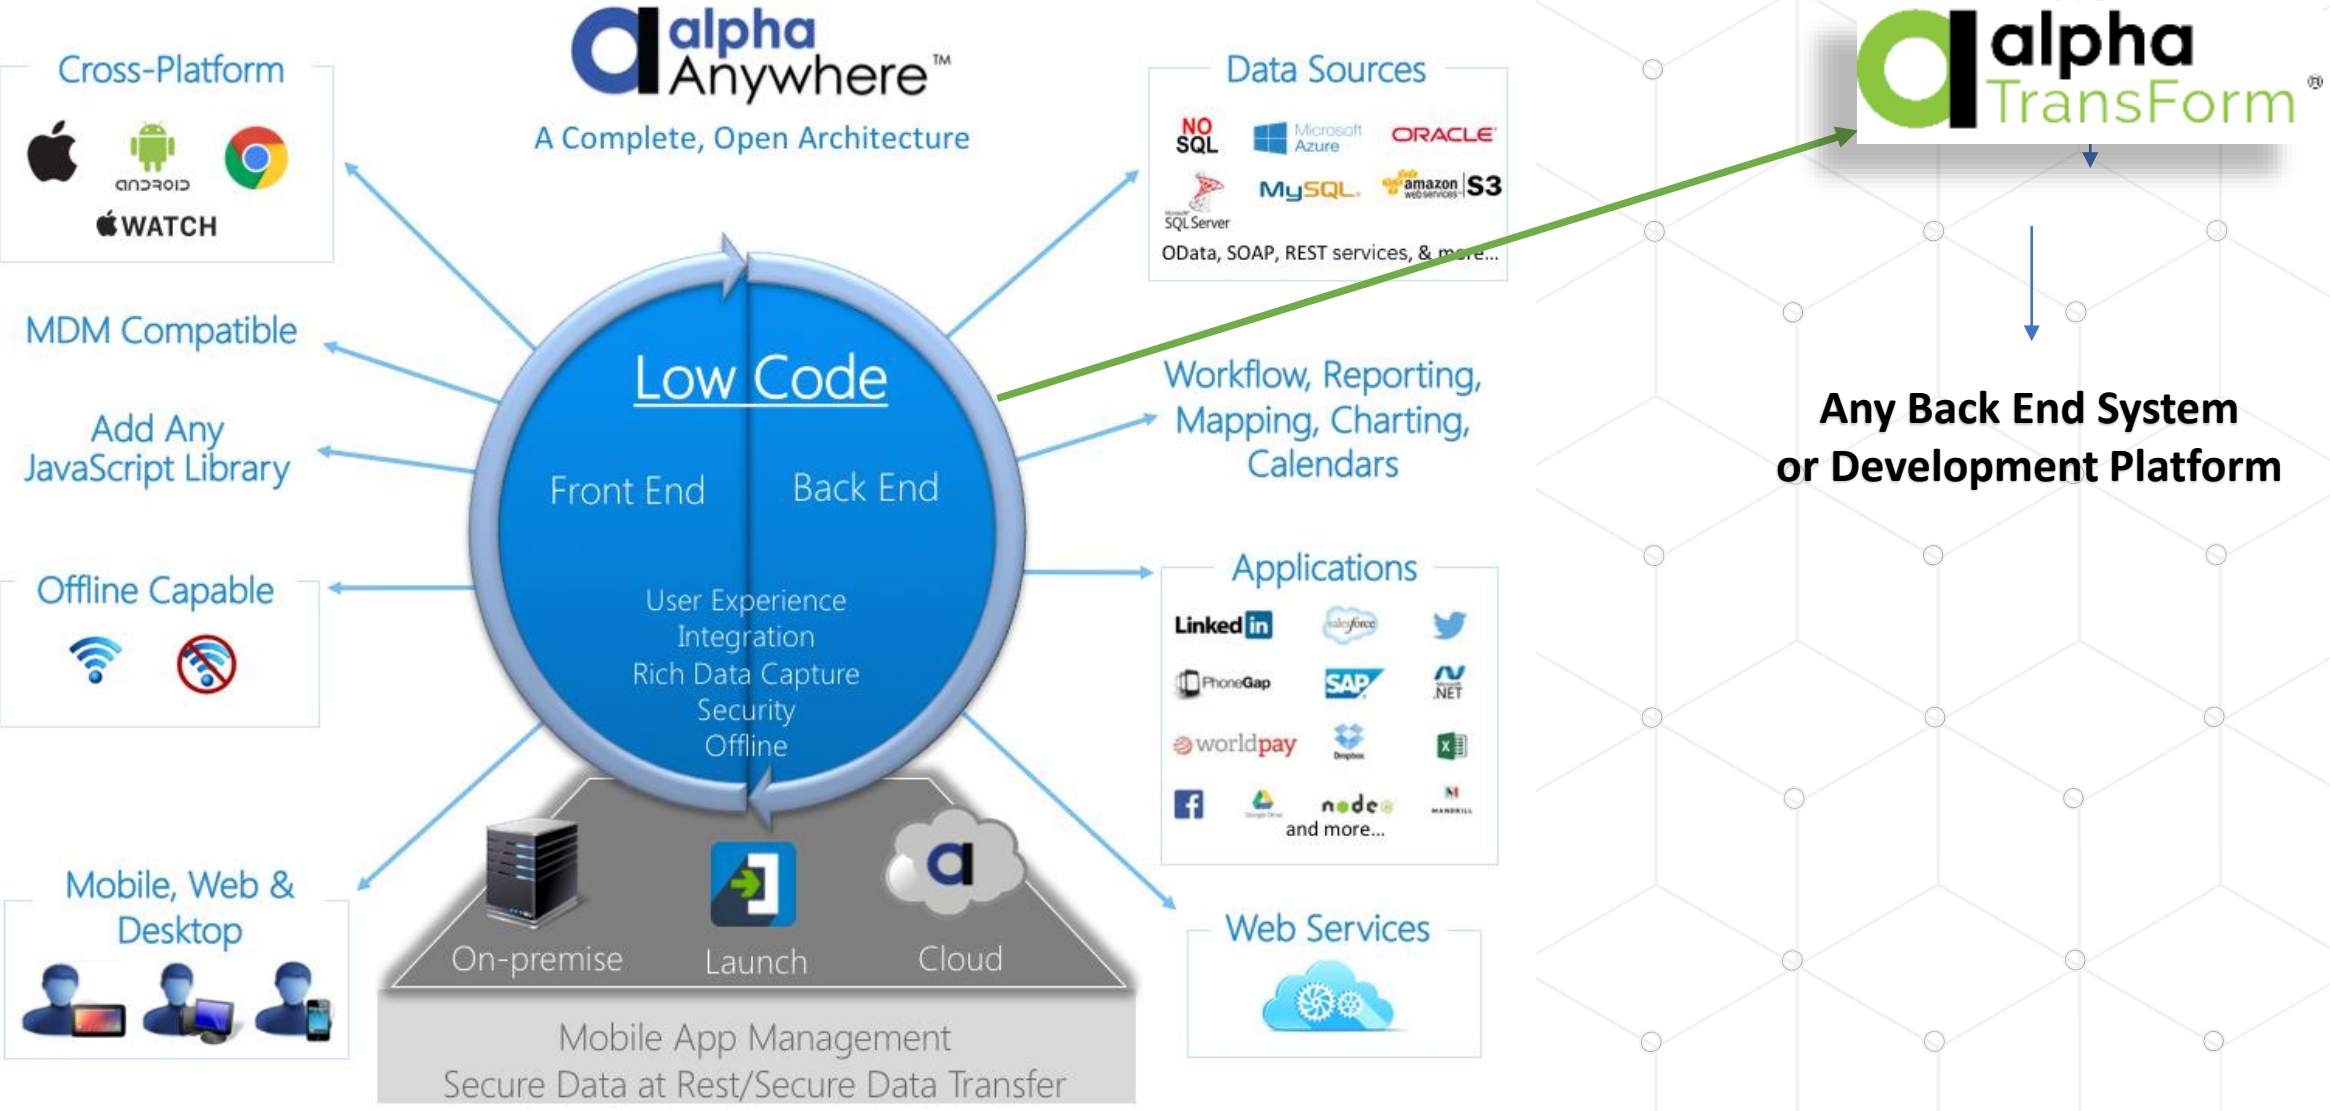 alpha
Anywhere™
A Complete, Open Architecture
Cross-Platform
ANDROID
WATCH
MDM Compatible
Add Any
JavaScript Library
Offline Capable
Mobile, Web &
Desktop
Low Code
Front End
Back End
User Experience
Integration
Rich Data Capture
Security
Offline
On-premise
Launch
Cloud
Mobile App Management
Secure Data at Rest/Secure Data Transfer
Data Sources
NO
SQL
Microsoft
Azure
ORACLE
Microsoft
SQL Server
MySQL
amazon
web services
S3
OData, SOAP, REST services, & more...
Workflow, Reporting,
Mapping, Charting,
Calendars
Applications
Linked in
salesforce
PhoneGap
SAP
Microsoft
.NET
worldpay
Dropbox
X
f
Google Drive
node
MANDRILL
and more...
Web Services
alpha
TransForm®
Any Back End System
or Development Platform